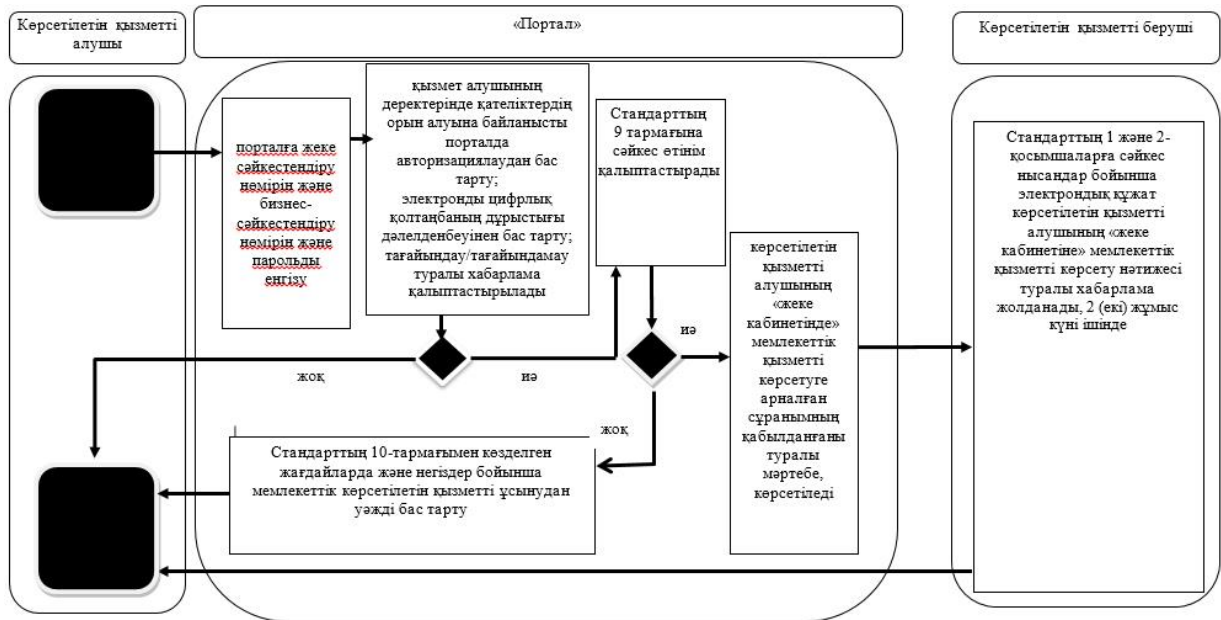 Көрсетілетін қызметті
алушы
«Портал»
Көрсетілетін қызметті беруші
порталға жеке
сәйкестендіру
нөмірін және
бизнес-
сәйкестендіру
нөмірін және
парольды
енгізу
қызмет алушының
деректерінде қателіктердің
орын алуына байланысты
порталда
авторизациялаудан бас
тарту;
электронды цифрлық
қолтаңбаның дұрыстығы
дәлелденбеуінен бас тарту;
тағайындау/тағайындамау
туралы хабарлама
қалыптастырылады
Стандарттың
9 тармағына
сәйкес өтінім
қалыптастырады
көрсетілетін
қызметті
алушының
«жеке
кабинетінде»
мемлекеттік
қызметті
көрсетуге
арналған
сұранымның
қабылданғаны
туралы
мәртебе,
көрсетіледі
Стандарттың 1 және 2-
қосымшаларға сәйкес
нысандар бойынша
электрондық құжат
көрсетілетін қызметті
алушының «жеке
кабинетіне» мемлекеттік
қызметті көрсету нәтижесі
туралы хабарлама
жолданады, 2 (екі) жұмыс
күні ішінде
жоқ
иә
иә
жоқ
Стандарттың 10-тармағымен көзделген
жағдайларда және негіздер бойынша
мемлекеттік көрсетілетін қызметті ұсынудан
уәжді бас тарту